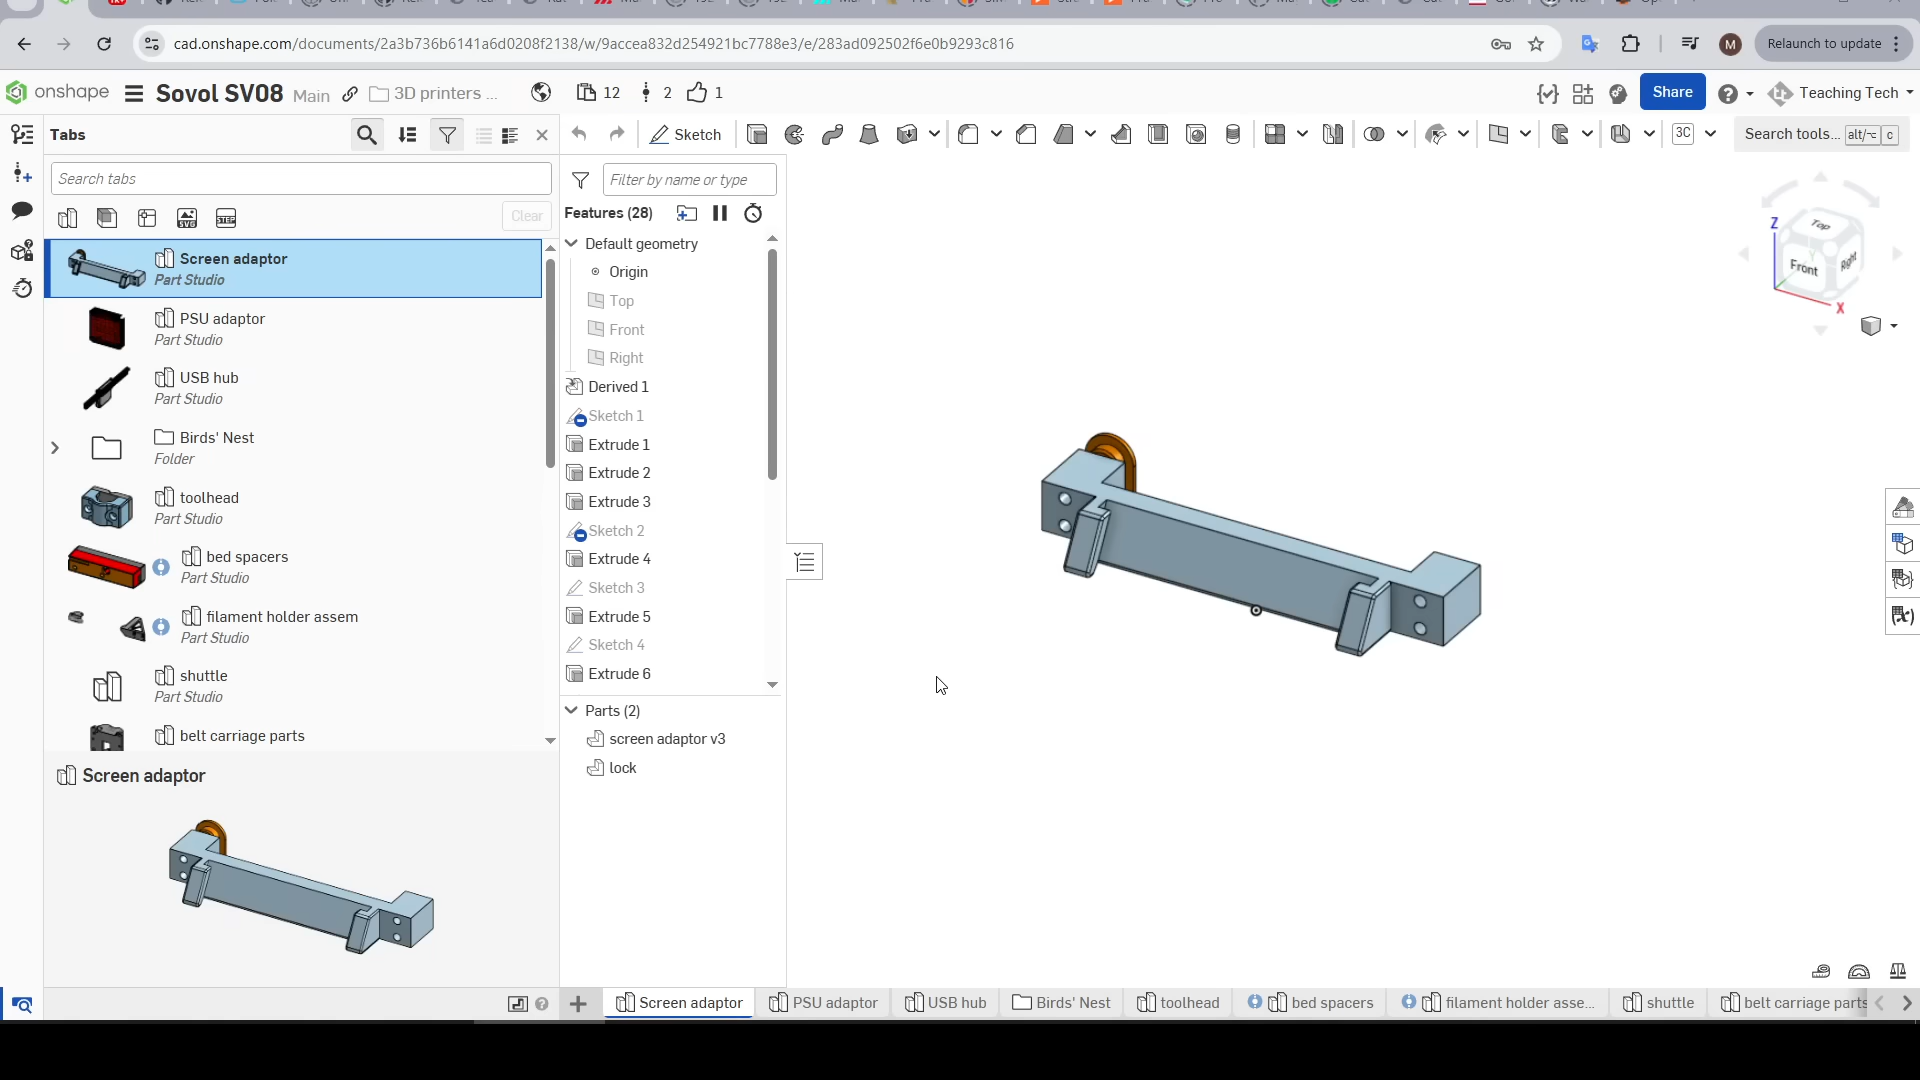 cad.onshape.com/documents/2a3b736b6141a6d0208f2138/w/9accea832d254921bc7788e3/e/283ad092502f6e0b9293c816
M
Relaunch to update
onshape
Sovol SV08 Main
3D printers ...
12
2
1
Share
Teaching Tech
Tabs
Sketch
3C
Search tools... alt/⌥ c
Search tabs
Filter by name or type
SVG
STEP
Clear
Features (28)
Default geometry
Origin
Top
Front
Right
Derived 1
Sketch 1
Extrude 1
Extrude 2
Extrude 3
Sketch 2
Extrude 4
Sketch 3
Extrude 5
Sketch 4
Extrude 6
Parts (2)
screen adaptor v3
lock
Screen adaptor
Part Studio
PSU adaptor
Part Studio
USB hub
Part Studio
Birds' Nest
Folder
toolhead
Part Studio
bed spacers
Part Studio
filament holder assem
Part Studio
shuttle
Part Studio
belt carriage parts
Screen adaptor
Z
Top
Front
Right
Y
X
Screen adaptor
PSU adaptor
USB hub
Birds' Nest
toolhead
bed spacers
filament holder asse...
shuttle
belt carriage parts